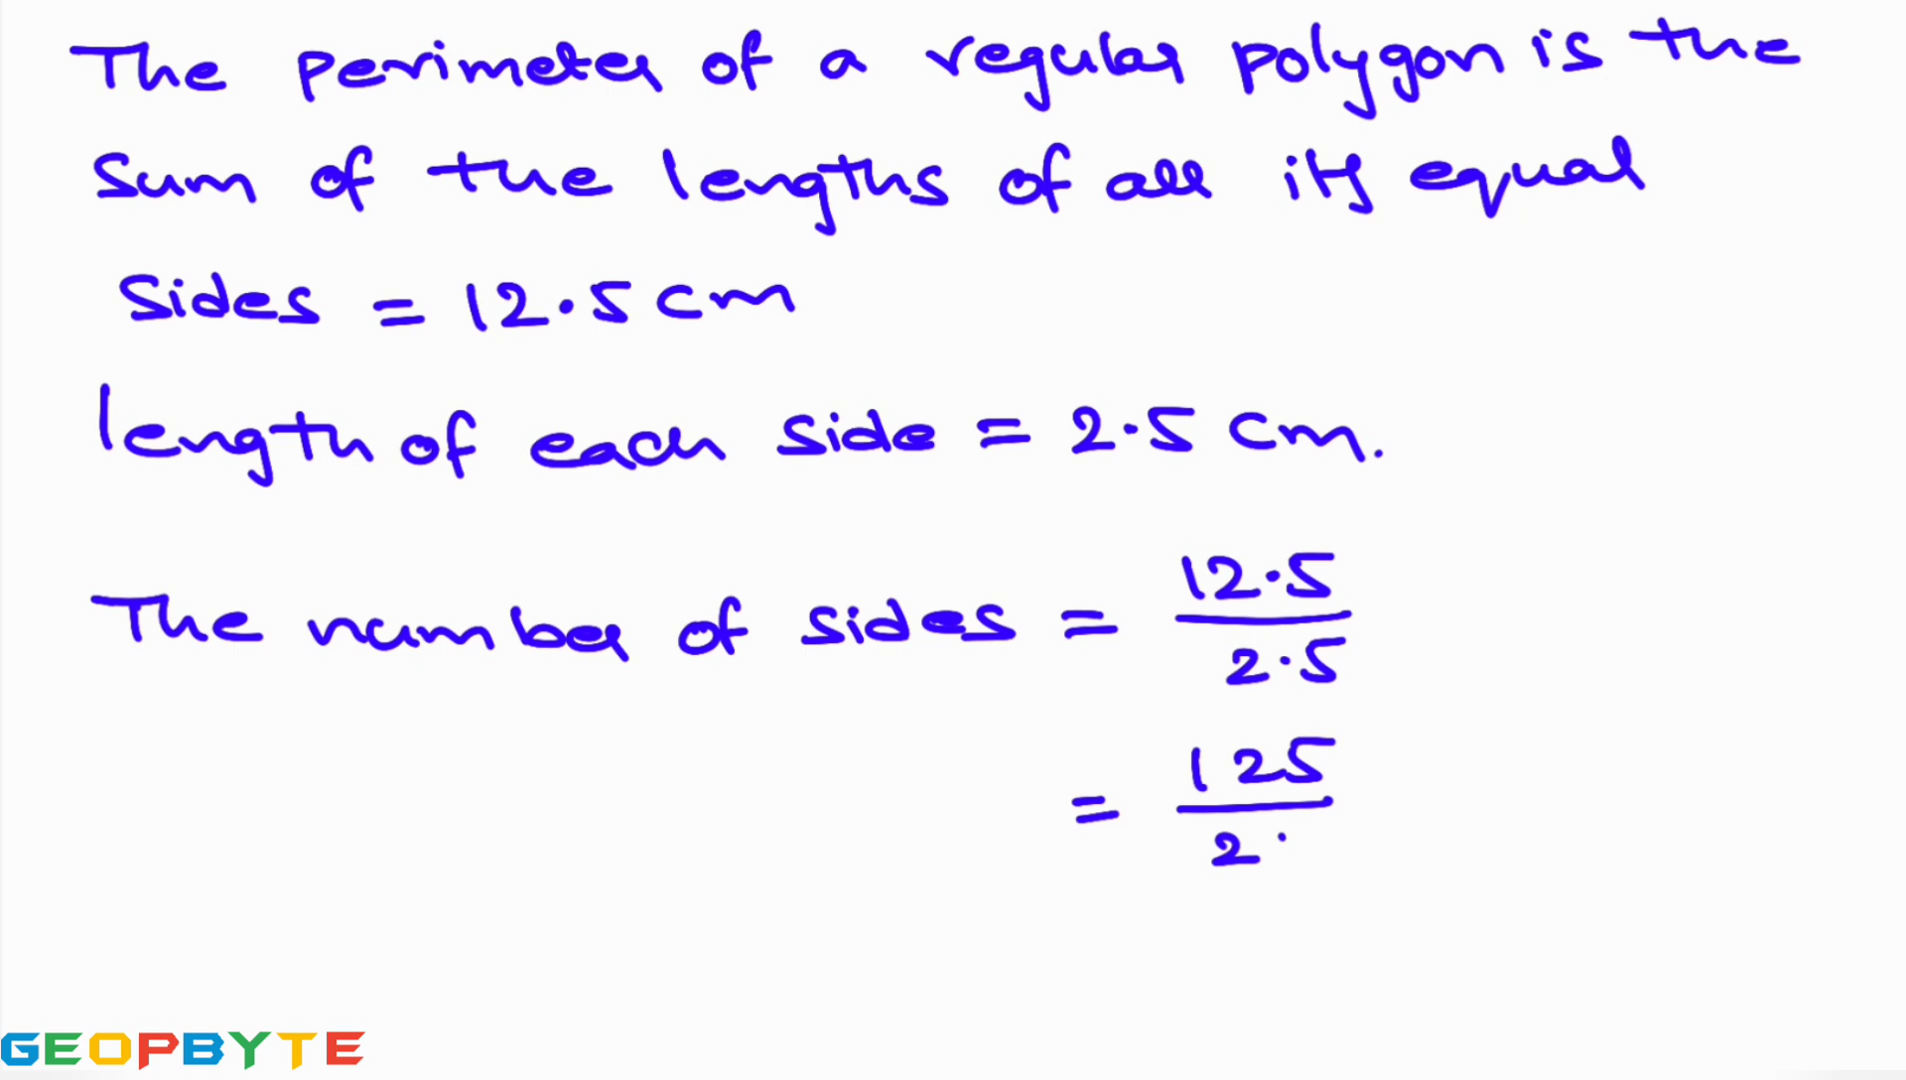 The perimeter of a regular polygon is the
sum of the lengths of all its equal
sides = 12.5 cm
length of each side = 2.5 cm.
The number of sides = 12.5 / 2.5
= 125 / 2
GEOPBYTE